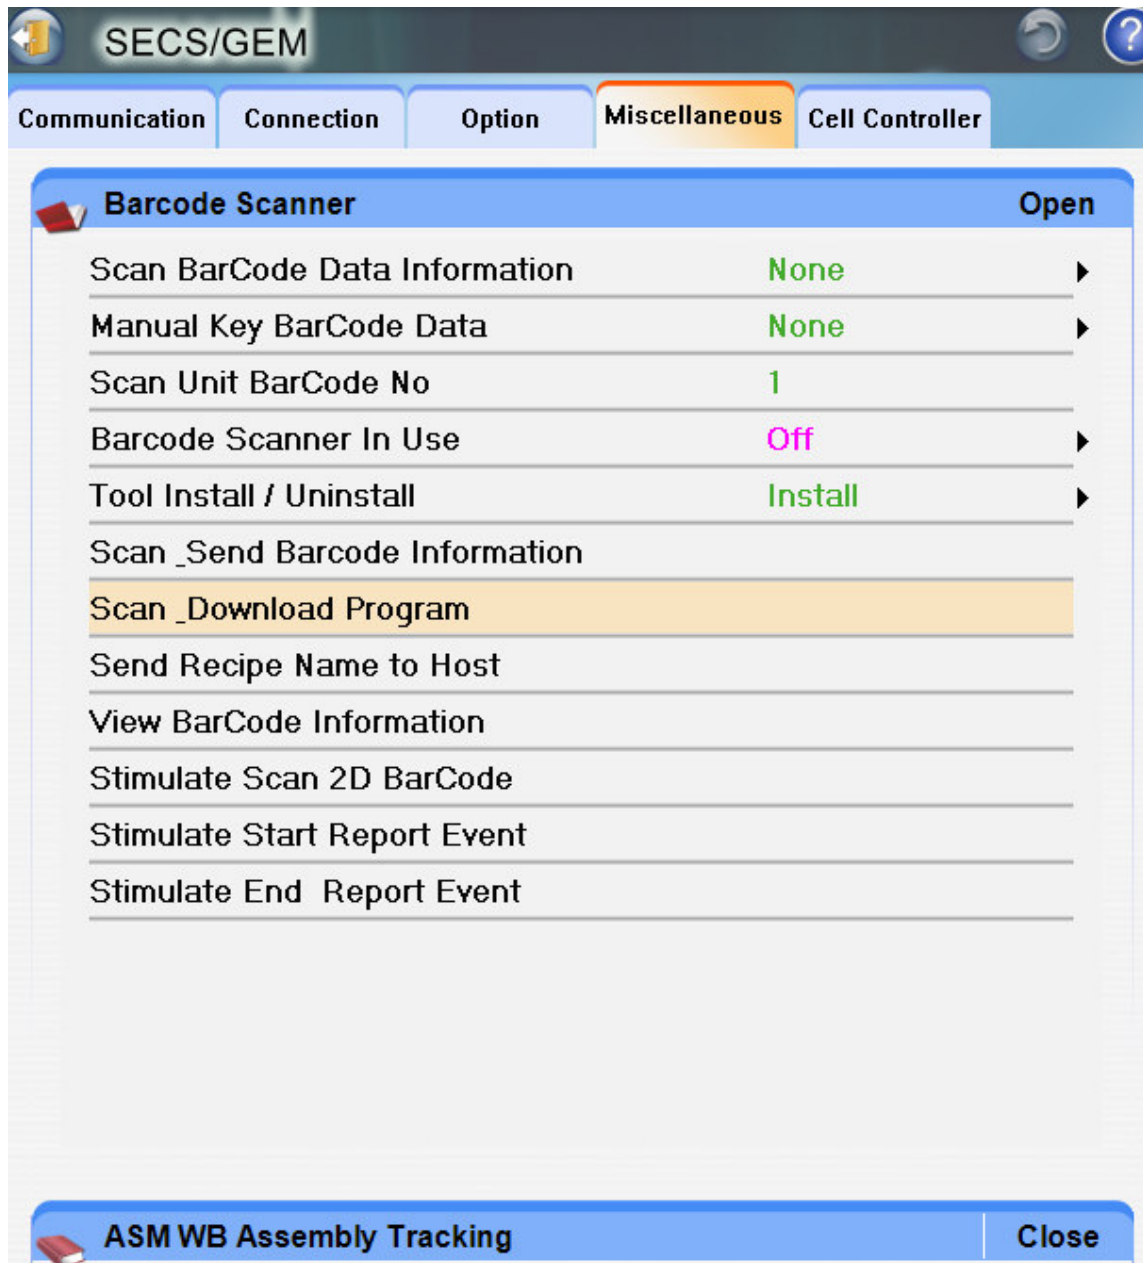 SECS/GEM ?
Communication Connection Option Miscellaneous Cell Controller
Barcode Scanner Open
Scan BarCode Data Information None
Manual Key BarCode Data None
Scan Unit BarCode No 1
Barcode Scanner In Use Off
Tool Install / Uninstall Install
Scan _Send Barcode Information
Scan _Download Program
Send Recipe Name to Host
View BarCode Information
Stimulate Scan 2D BarCode
Stimulate Start Report Event
Stimulate End  Report Event
ASM WB Assembly Tracking Close